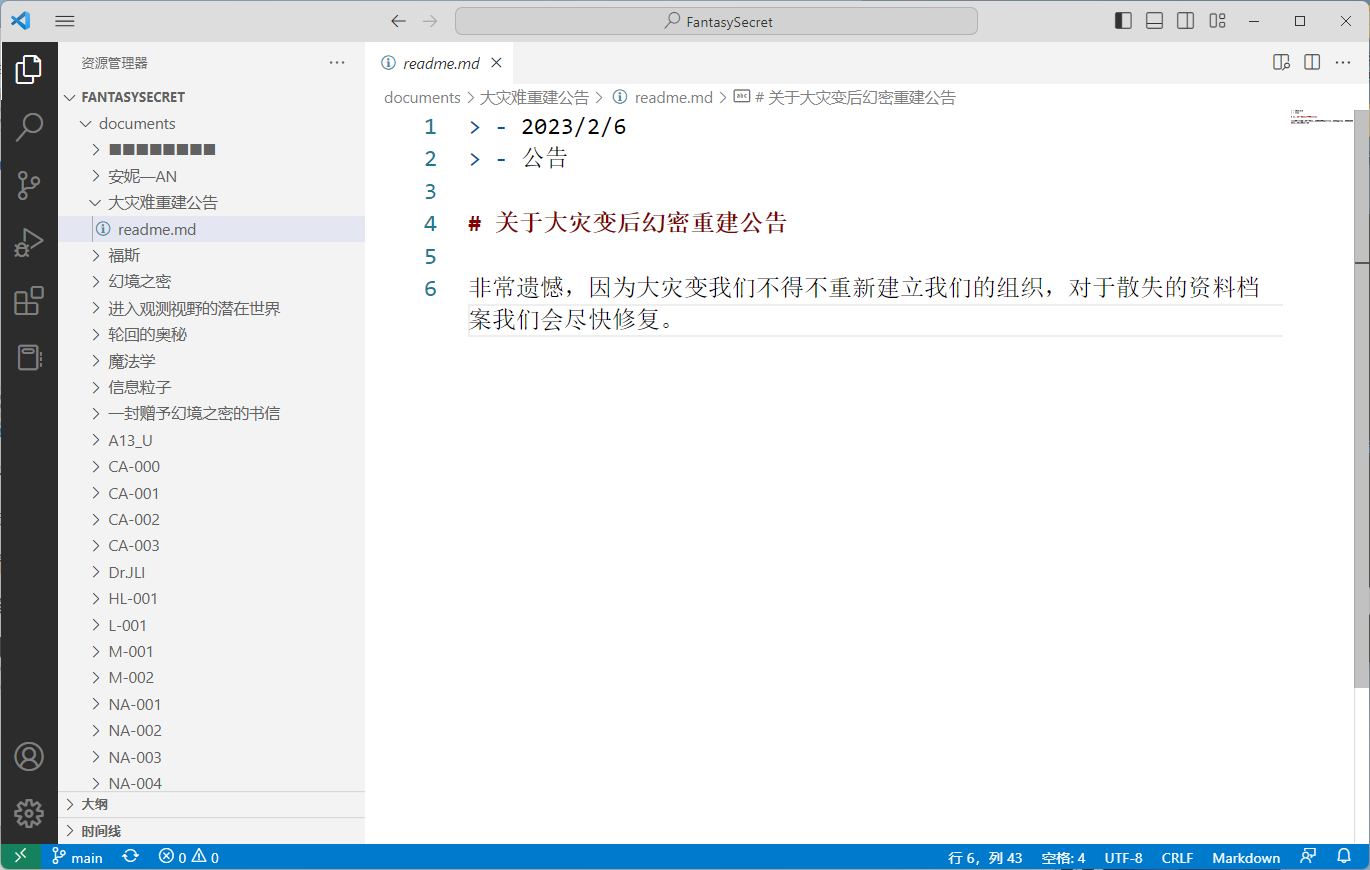 FantasySecret
资源管理器
readme.md
FANTASYSECRET
documents
■■■■■■■■
安妮—AN
大灾难重建公告
readme.md
福斯
幻境之密
进入观测视野的潜在世界
轮回的奥秘
魔法学
信息粒子
一封赠予幻境之密的书信
A13_U
CA-000
CA-001
CA-002
CA-003
Dr.JLI
HL-001
L-001
M-001
M-002
NA-001
NA-002
NA-003
NA-004
大纲
时间线
documents > 大灾难重建公告 > readme.md > # 关于大灾变后幻密重建公告
1 > - 2023/2/6
2 > - 公告
3
4 # 关于大灾变后幻密重建公告
5
6 非常遗憾，因为大灾变我们不得不重新建立我们的组织，对于散失的资料档
案我们会尽快修复。
main 0 0 行 6，列 43 空格: 4 UTF-8 CRLF Markdown